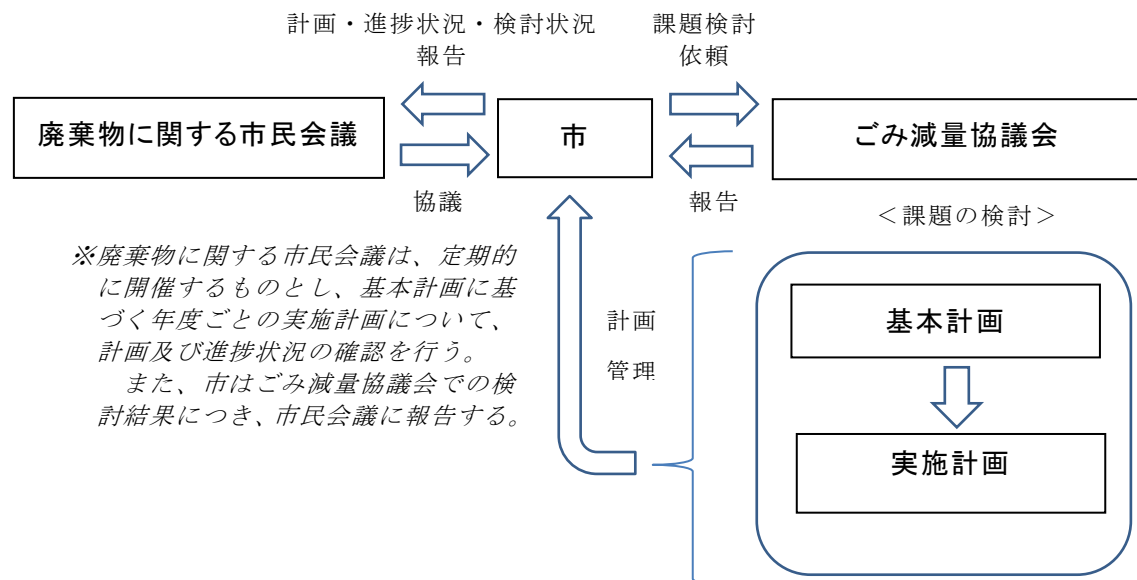 計画・進捗状況・検討状況
報告
課題検討
依頼
廃棄物に関する市民会議
市
ごみ減量協議会
協議
報告
＜課題の検討＞
※廃棄物に関する市民会議は、定期的
に開催するものとし、基本計画に基
づく年度ごとの実施計画について、
計画及び進捗状況の確認を行う。
また、市はごみ減量協議会での検
討結果につき、市民会議に報告する。
計画
管理
基本計画
実施計画